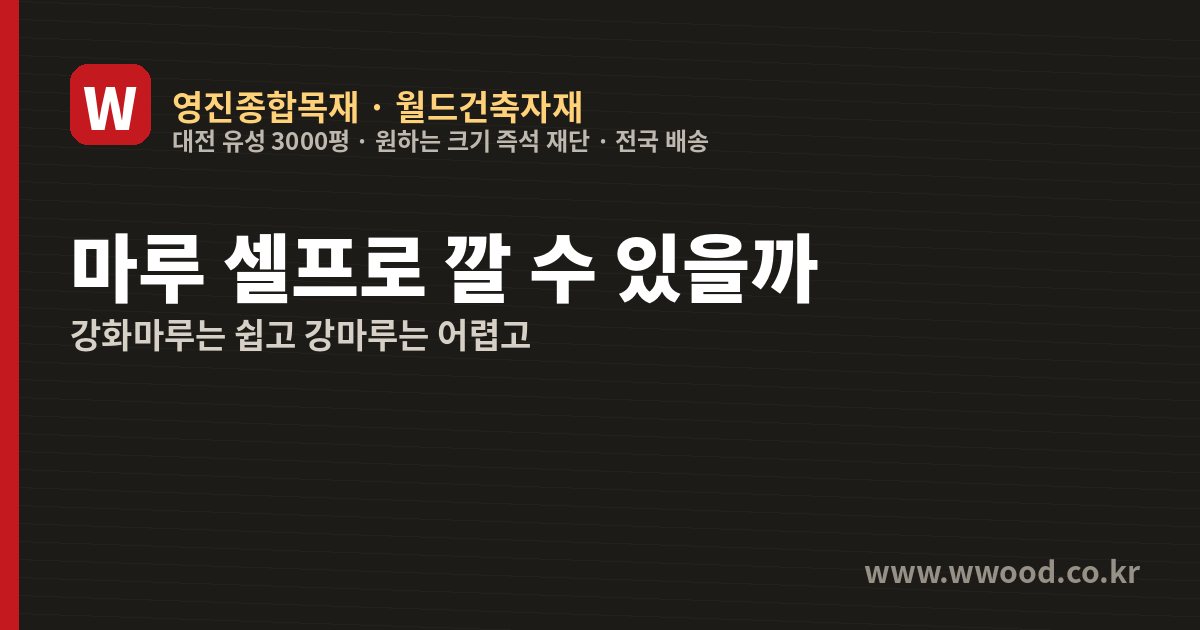 W
영진종합목재 · 월드건축자재
대전 유성 3000평 · 원하는 크기 즉석 재단 · 전국 배송
마루 셀프로 깔 수 있을까
강화마루는 쉽고 강마루는 어렵고
www.wwood.co.kr